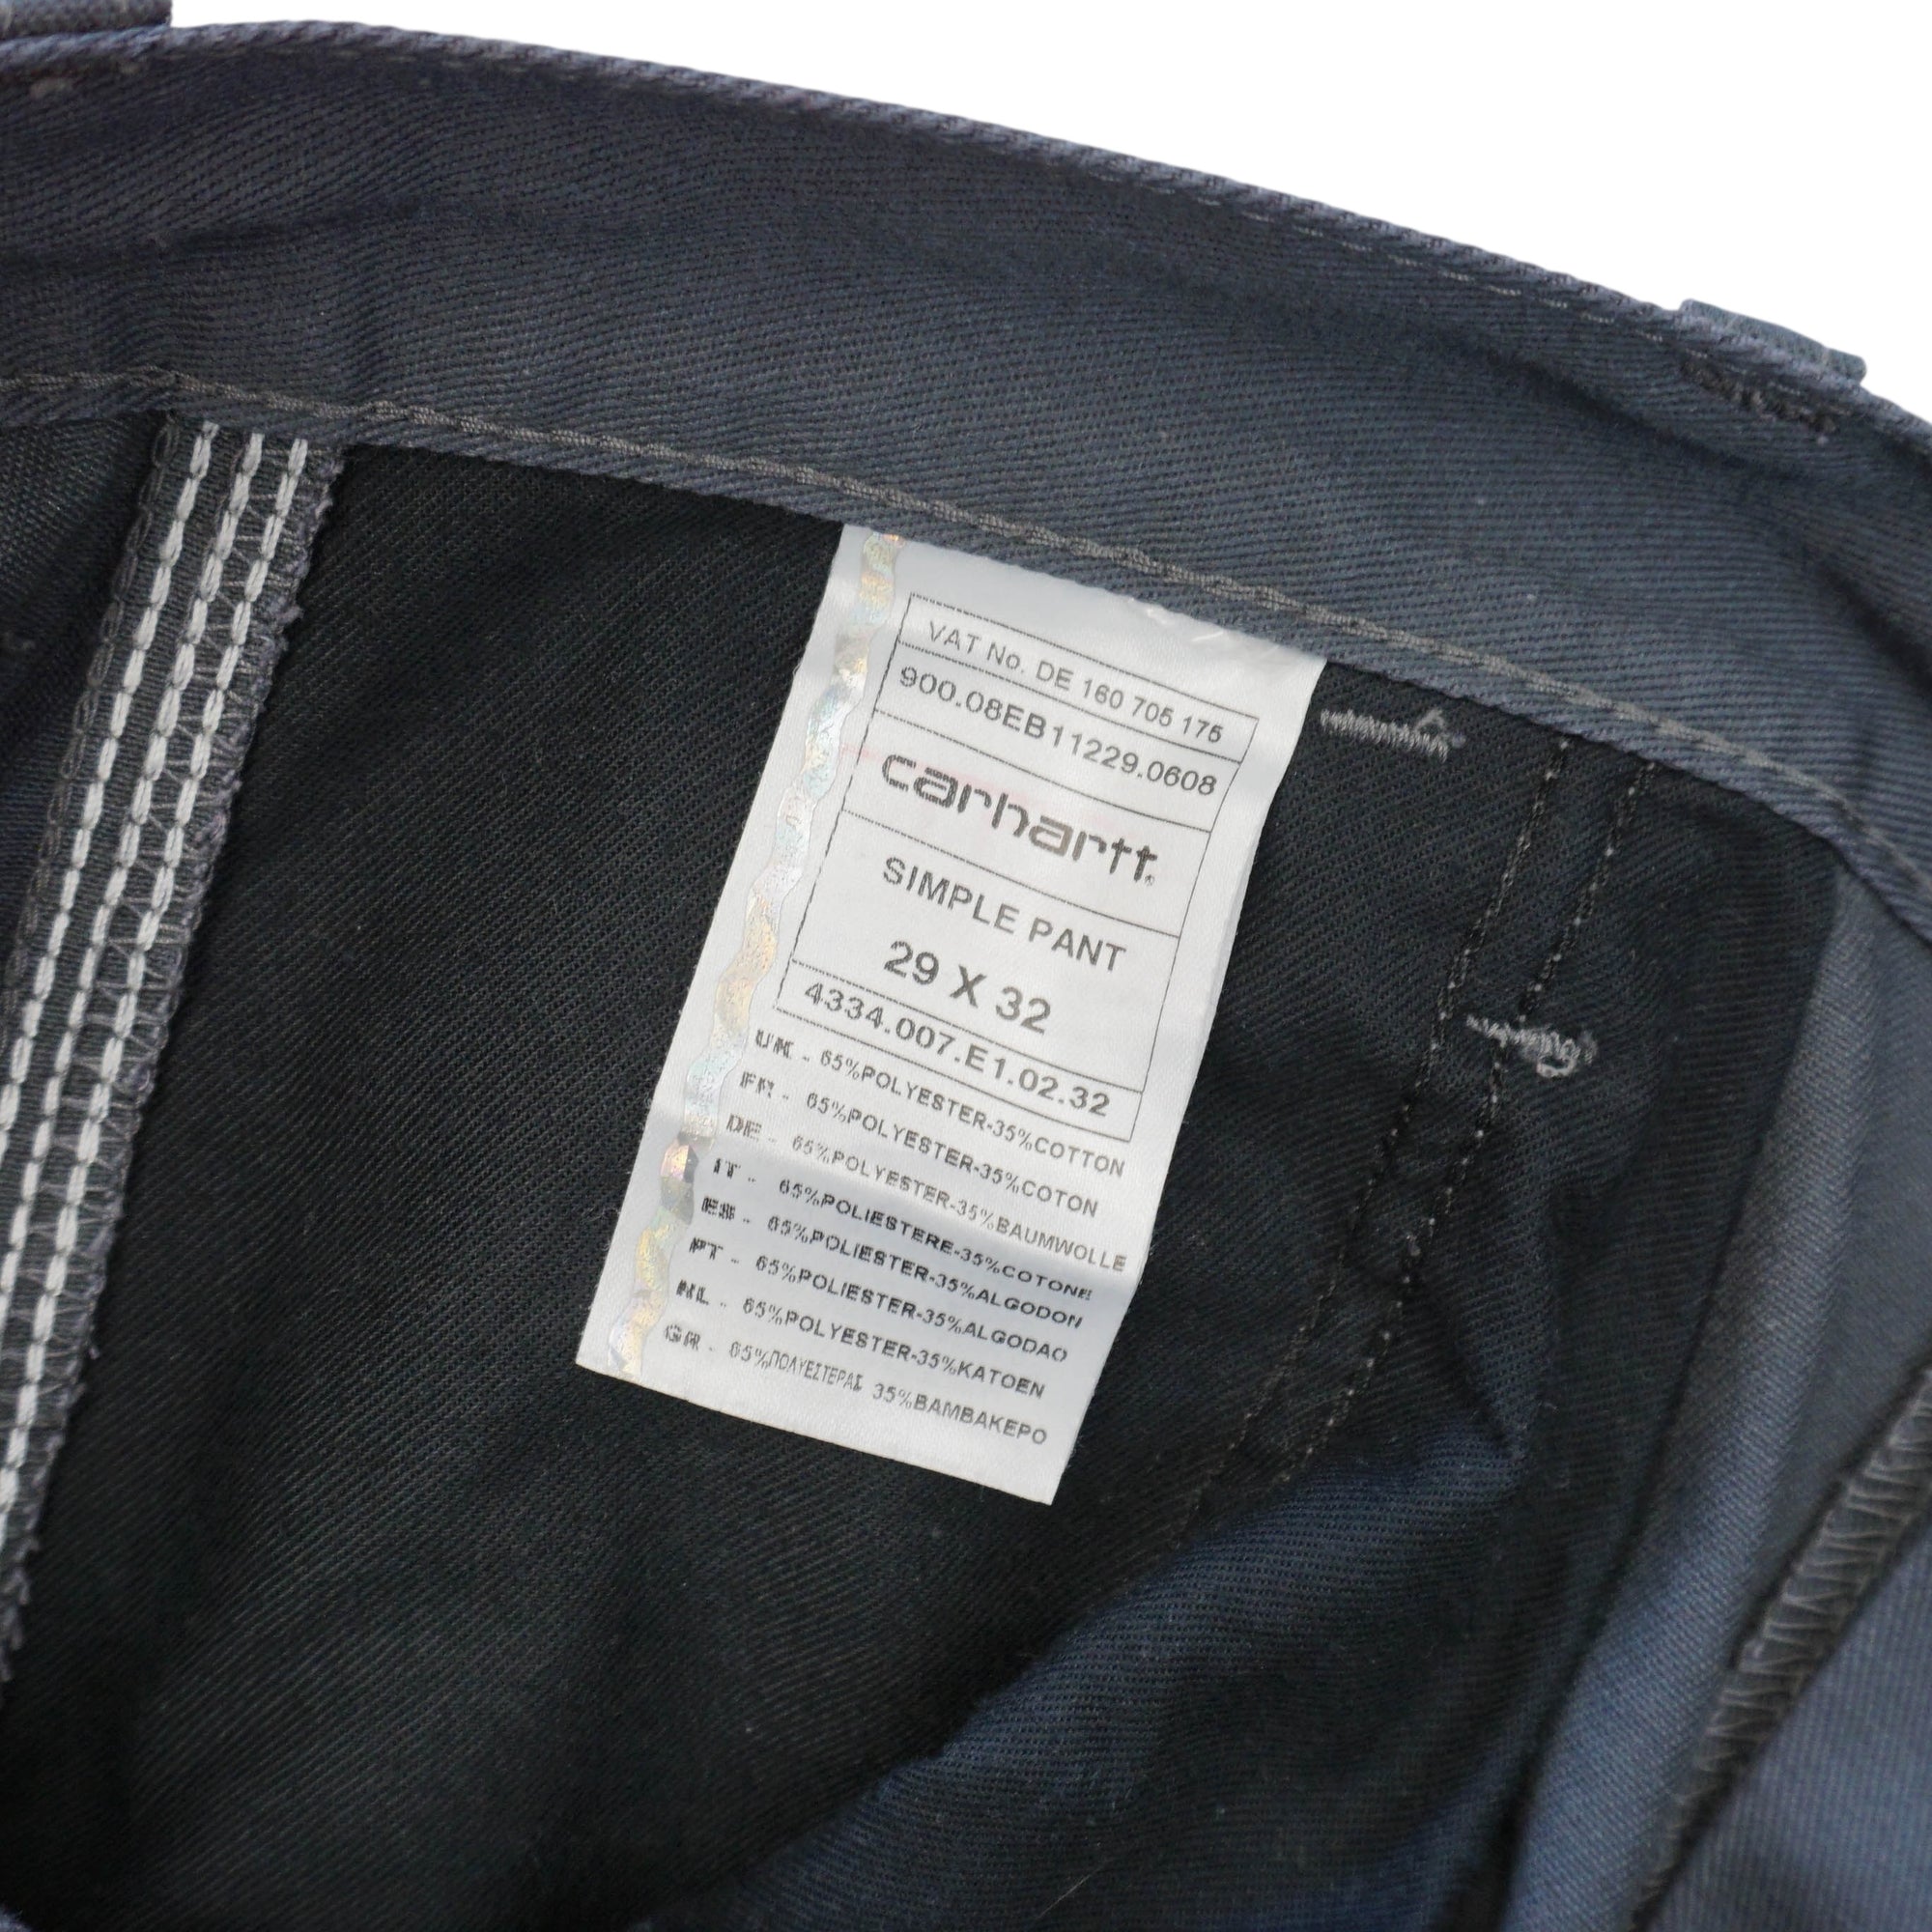 VAT No. DE 160 705 175
900.08EB11229.0608
carhartt®
SIMPLE PANT
29 X 32
4334.007.E1.02.32
UK - 65%POLYESTER-35%COTTON
FR - 65%POLYESTER-35%COTON
DE - 65%POLYESTER-35%BAUMWOLLE
IT - 65%POLIESTERE-35%COTONE
ES - 65%POLIESTER-35%ALGODON
PT - 65%POLIESTER-35%ALGODAO
NL - 65%POLYESTER-35%KATOEN
GR - 65%ΠΟΛΥΕΣΤΕΡΑΣ 35%ΒΑΜΒΑΚΕΡΟ